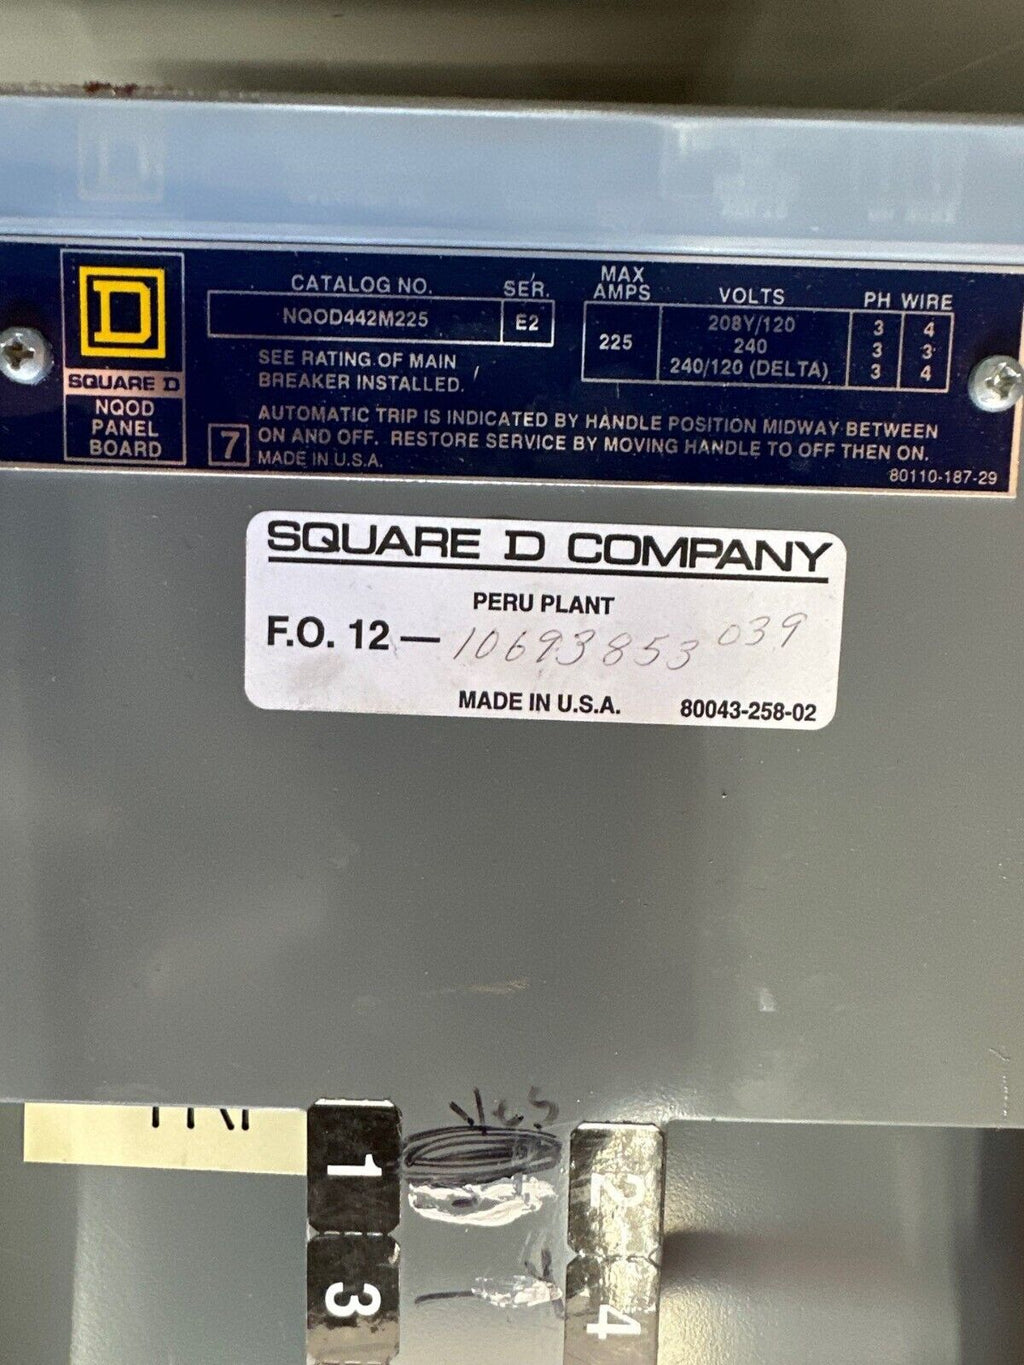 CATALOG NO.
SER.
MAX
AMPS
VOLTS
PH WIRE
NQOD442M225
E2
225
208Y/120
3
4
240
3
3
240/120 (DELTA)
3
4
D
SQUARE D
NQOD
PANEL
BOARD
SEE RATING OF MAIN
BREAKER INSTALLED.
7
AUTOMATIC TRIP IS INDICATED BY HANDLE POSITION MIDWAY BETWEEN
ON AND OFF. RESTORE SERVICE BY MOVING HANDLE TO OFF THEN ON.
MADE IN U.S.A.
80110-187-29
SQUARE D COMPANY
PERU PLANT
F.O. 12 — 10693853 039
MADE IN U.S.A.
80043-258-02
1
2
3
4